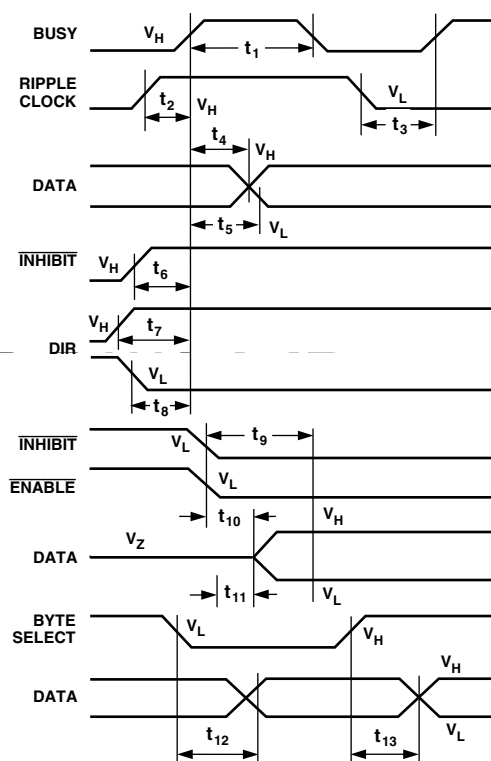 BUSY V_H t_1
RIPPLE CLOCK t_2 V_H V_L t_3
t_4 V_H
DATA
t_5 V_L
INHIBIT V_H t_6
V_H t_7
DIR
V_L
t_8
INHIBIT V_L t_9
ENABLE V_L
t_10 V_H
DATA V_Z
t_11 V_L
BYTE SELECT V_L V_H
DATA V_H
V_L
t_12 t_13